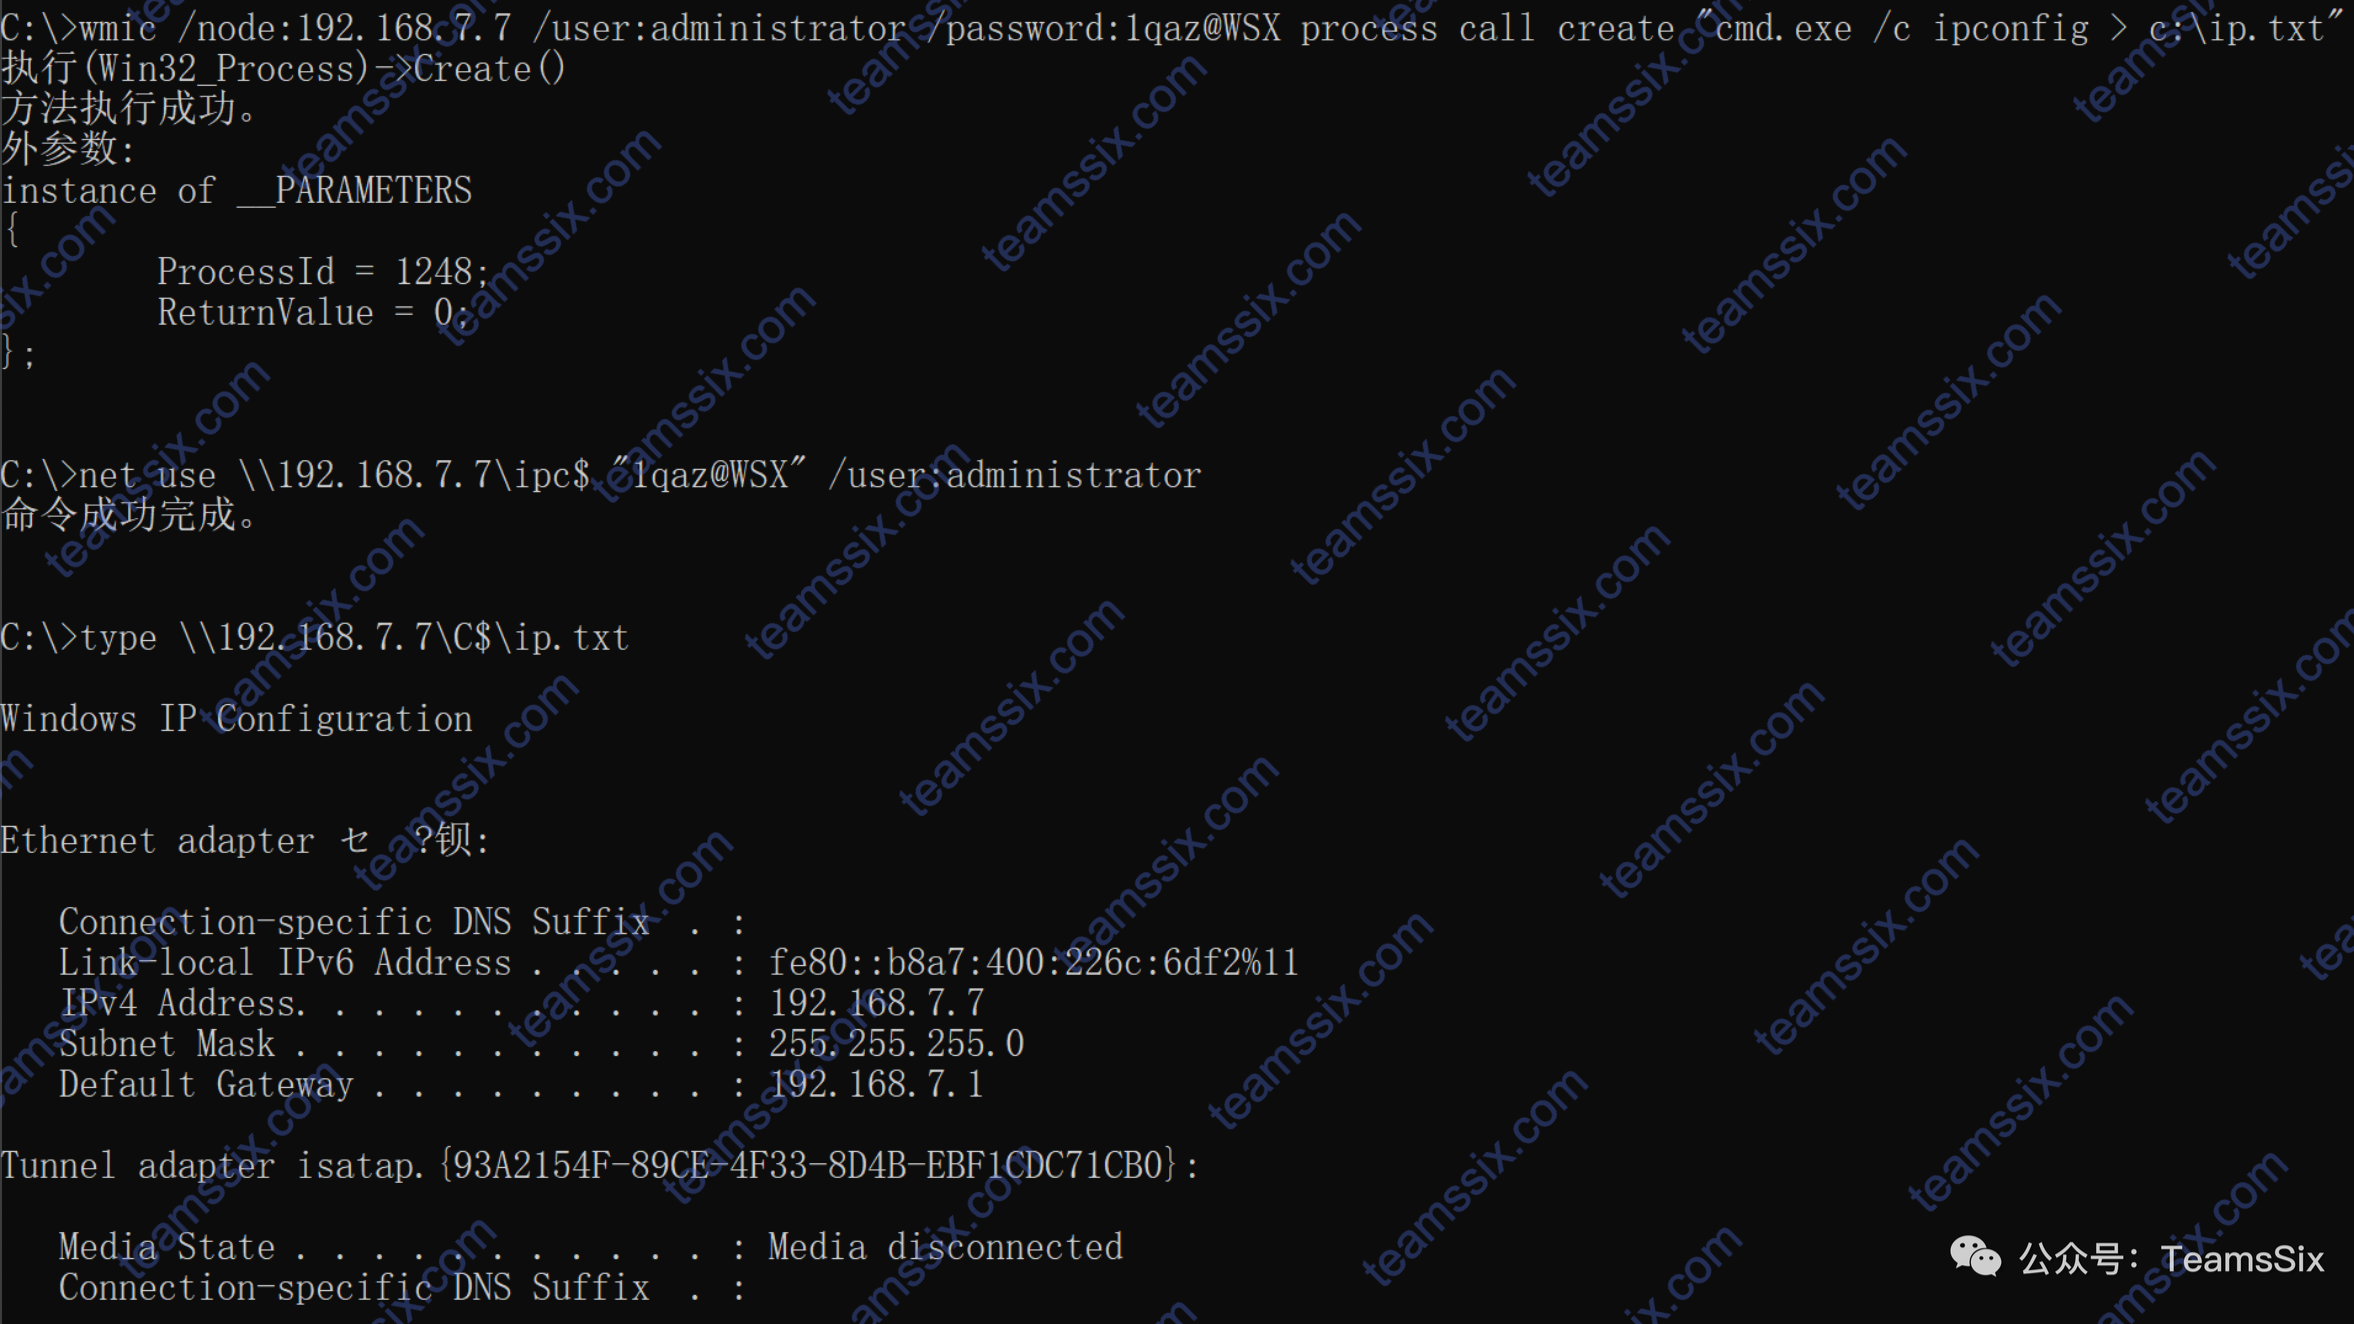 C:\>wmic /node:192.168.7.7 /user:administrator /password:1qaz@WSX process call create "cmd.exe /c ipconfig > c:\ip.txt"
执行(Win32_Process)->Create()
方法执行成功。
外参数:
instance of __PARAMETERS
{
        ProcessId = 1248;
        ReturnValue = 0;
};
C:\>net use \\192.168.7.7\ipc$ "1qaz@WSX" /user:administrator
命令成功完成。
C:\>type \\192.168.7.7\C$\ip.txt
Windows IP Configuration
Ethernet adapter セ  ?钡:
   Connection-specific DNS Suffix  . :
   Link-local IPv6 Address . . . . . : fe80::b8a7:400:226c:6df2%11
   IPv4 Address. . . . . . . . . . . : 192.168.7.7
   Subnet Mask . . . . . . . . . . . : 255.255.255.0
   Default Gateway . . . . . . . . . : 192.168.7.1
Tunnel adapter isatap.{93A2154F-89CE-4F33-8D4B-EBF1CDC71CB0}:
   Media State . . . . . . . . . . . : Media disconnected
   Connection-specific DNS Suffix  . :
公众号：TeamsSix
teamssix.com